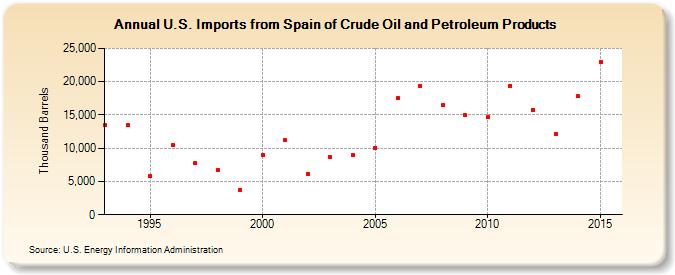 Annual U.S. Imports from Spain of Crude Oil and Petroleum Products
Thousand Barrels
25,000
20,000
15,000
10,000
5,000
0
1995 2000 2005 2010 2015
Source: U.S. Energy Information Administration